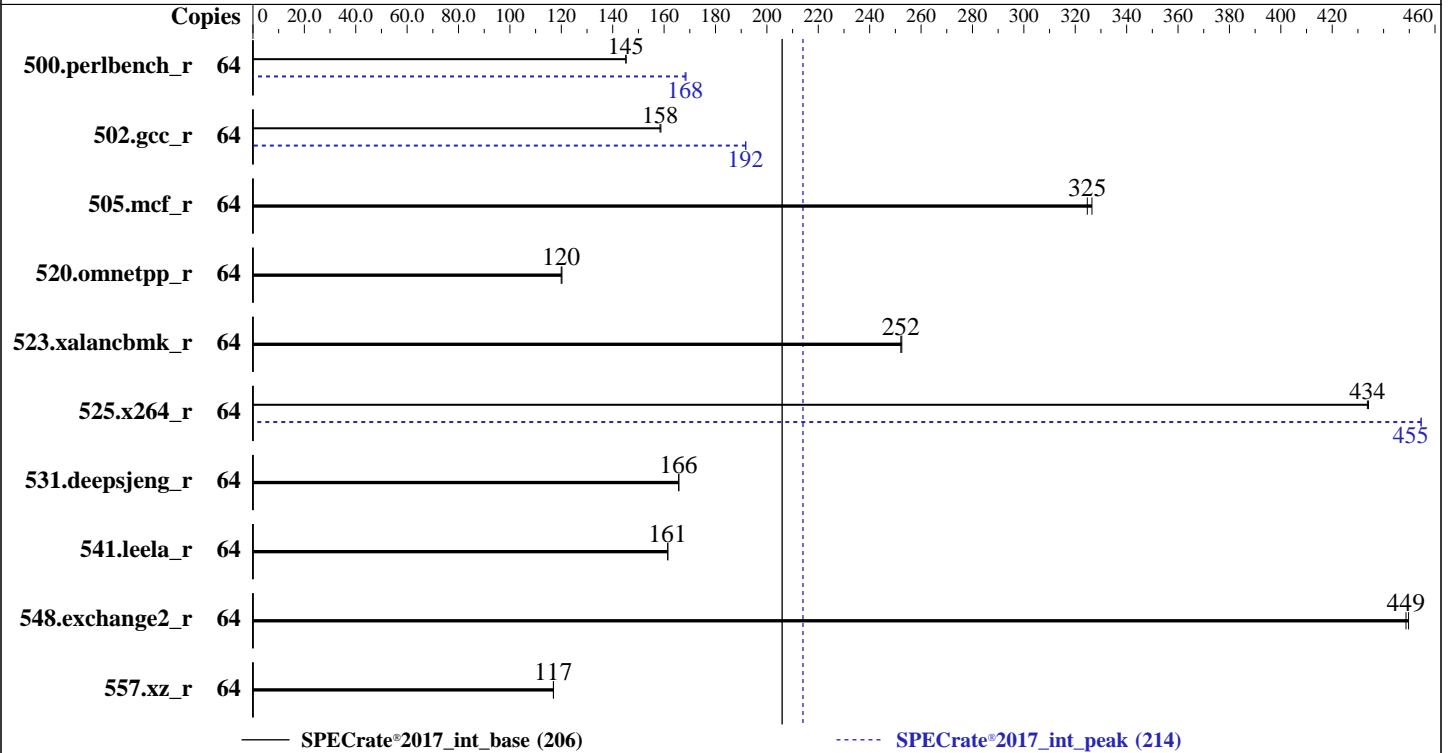 Copies 0 20.0 40.0 60.0 80.0 100 120 140 160 180 200 220 240 260 280 300 320 340 360 380 400 420 460
500.perlbench_r 64 145
168
502.gcc_r 64 158
192
505.mcf_r 64 325
520.omnetpp_r 64 120
523.xalancbmk_r 64 252
525.x264_r 64 434
455
531.deepsjeng_r 64 166
541.leela_r 64 161
548.exchange2_r 64 449
557.xz_r 64 117
SPECrate®2017_int_base (206) SPECrate®2017_int_peak (214)